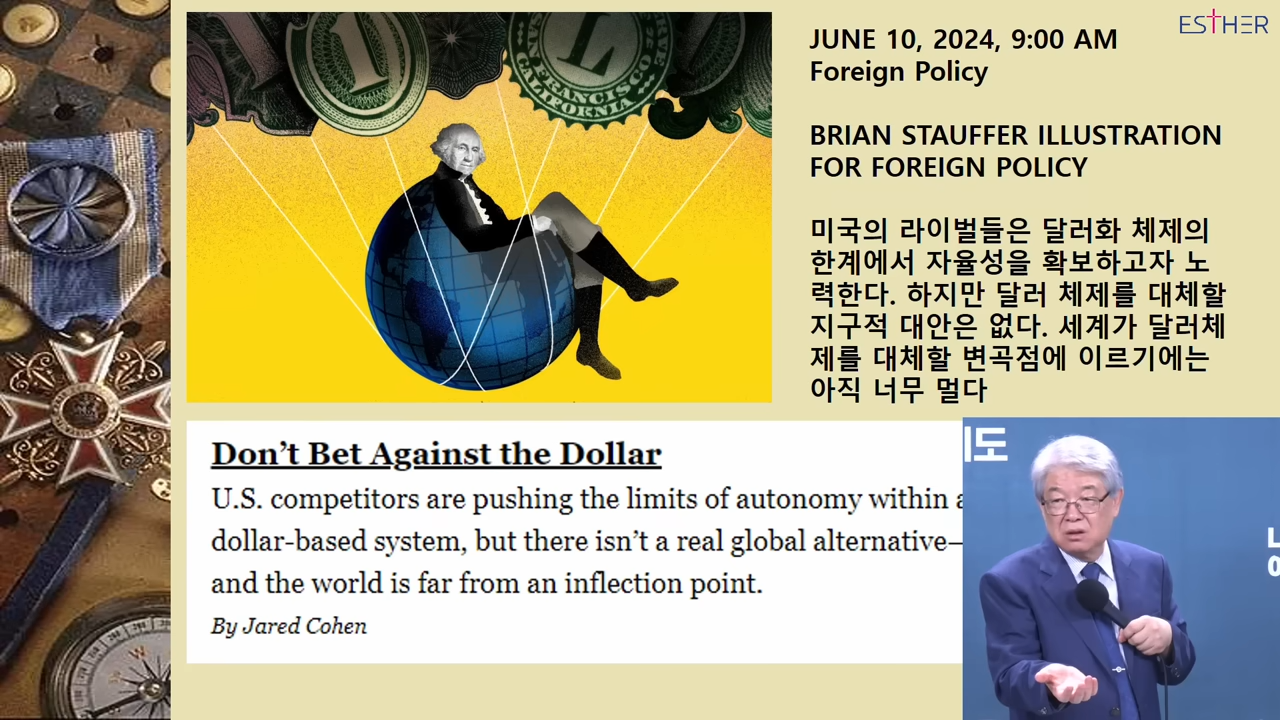 ESTHER
JUNE 10, 2024, 9:00 AM
Foreign Policy
BRIAN STAUFFER ILLUSTRATION
FOR FOREIGN POLICY
미국의 라이벌들은 달러화 체제의
한계에서 자율성을 확보하고자 노
력한다. 하지만 달러 체제를 대체할
지구적 대안은 없다. 세계가 달러체
제를 대체할 변곡점에 이르기에는
아직 너무 멀다
Don't Bet Against the Dollar
U.S. competitors are pushing the limits of autonomy within a
dollar-based system, but there isn't a real global alternative—
and the world is far from an inflection point.
By Jared Cohen
1
L
FRANCISCO
CALIFORNIA
도